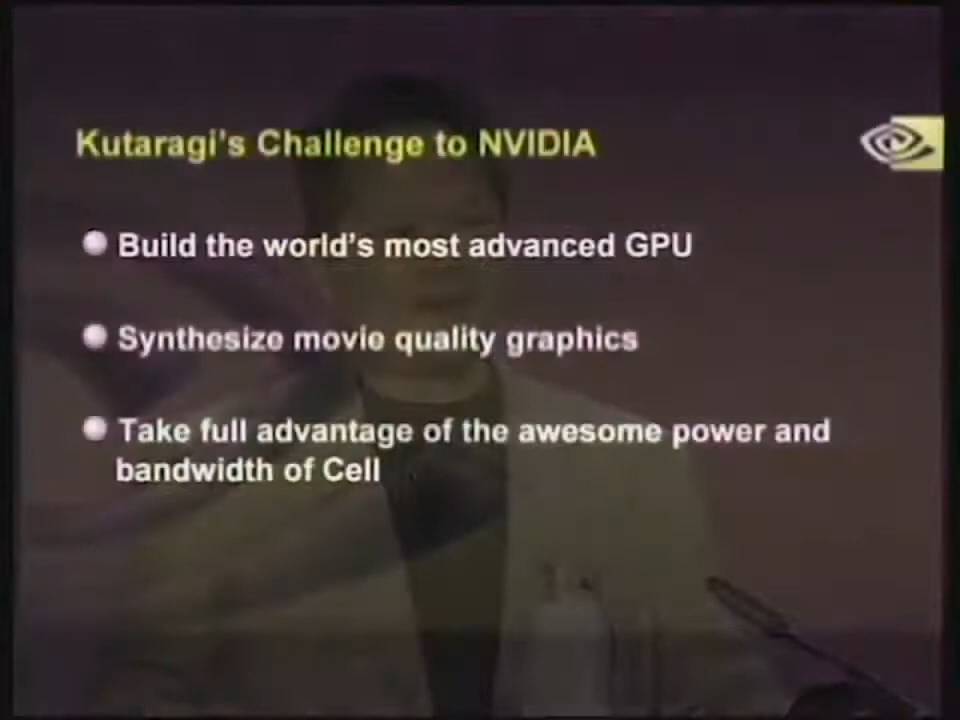 Kutaragi's Challenge to NVIDIA
Build the world's most advanced GPU
Synthesize movie quality graphics
Take full advantage of the awesome power and
bandwidth of Cell